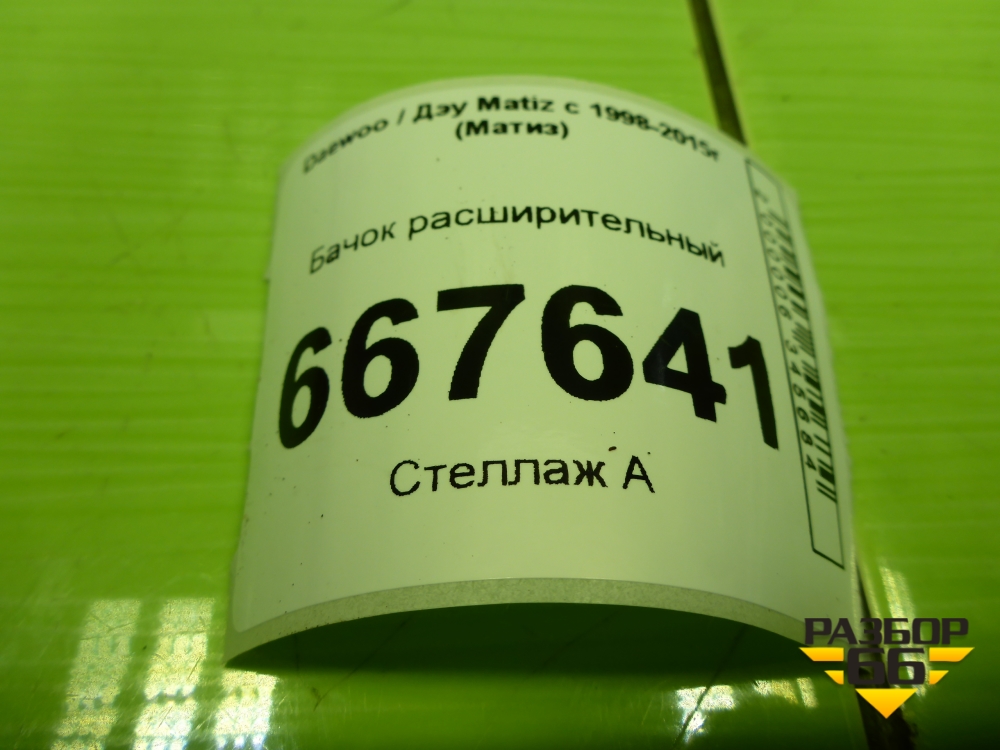 Daewoo / Дэу Matiz с 1998-2015г
(Матиз)
Бачок расширительный
667641
Стеллаж А
РАЗБОР
66